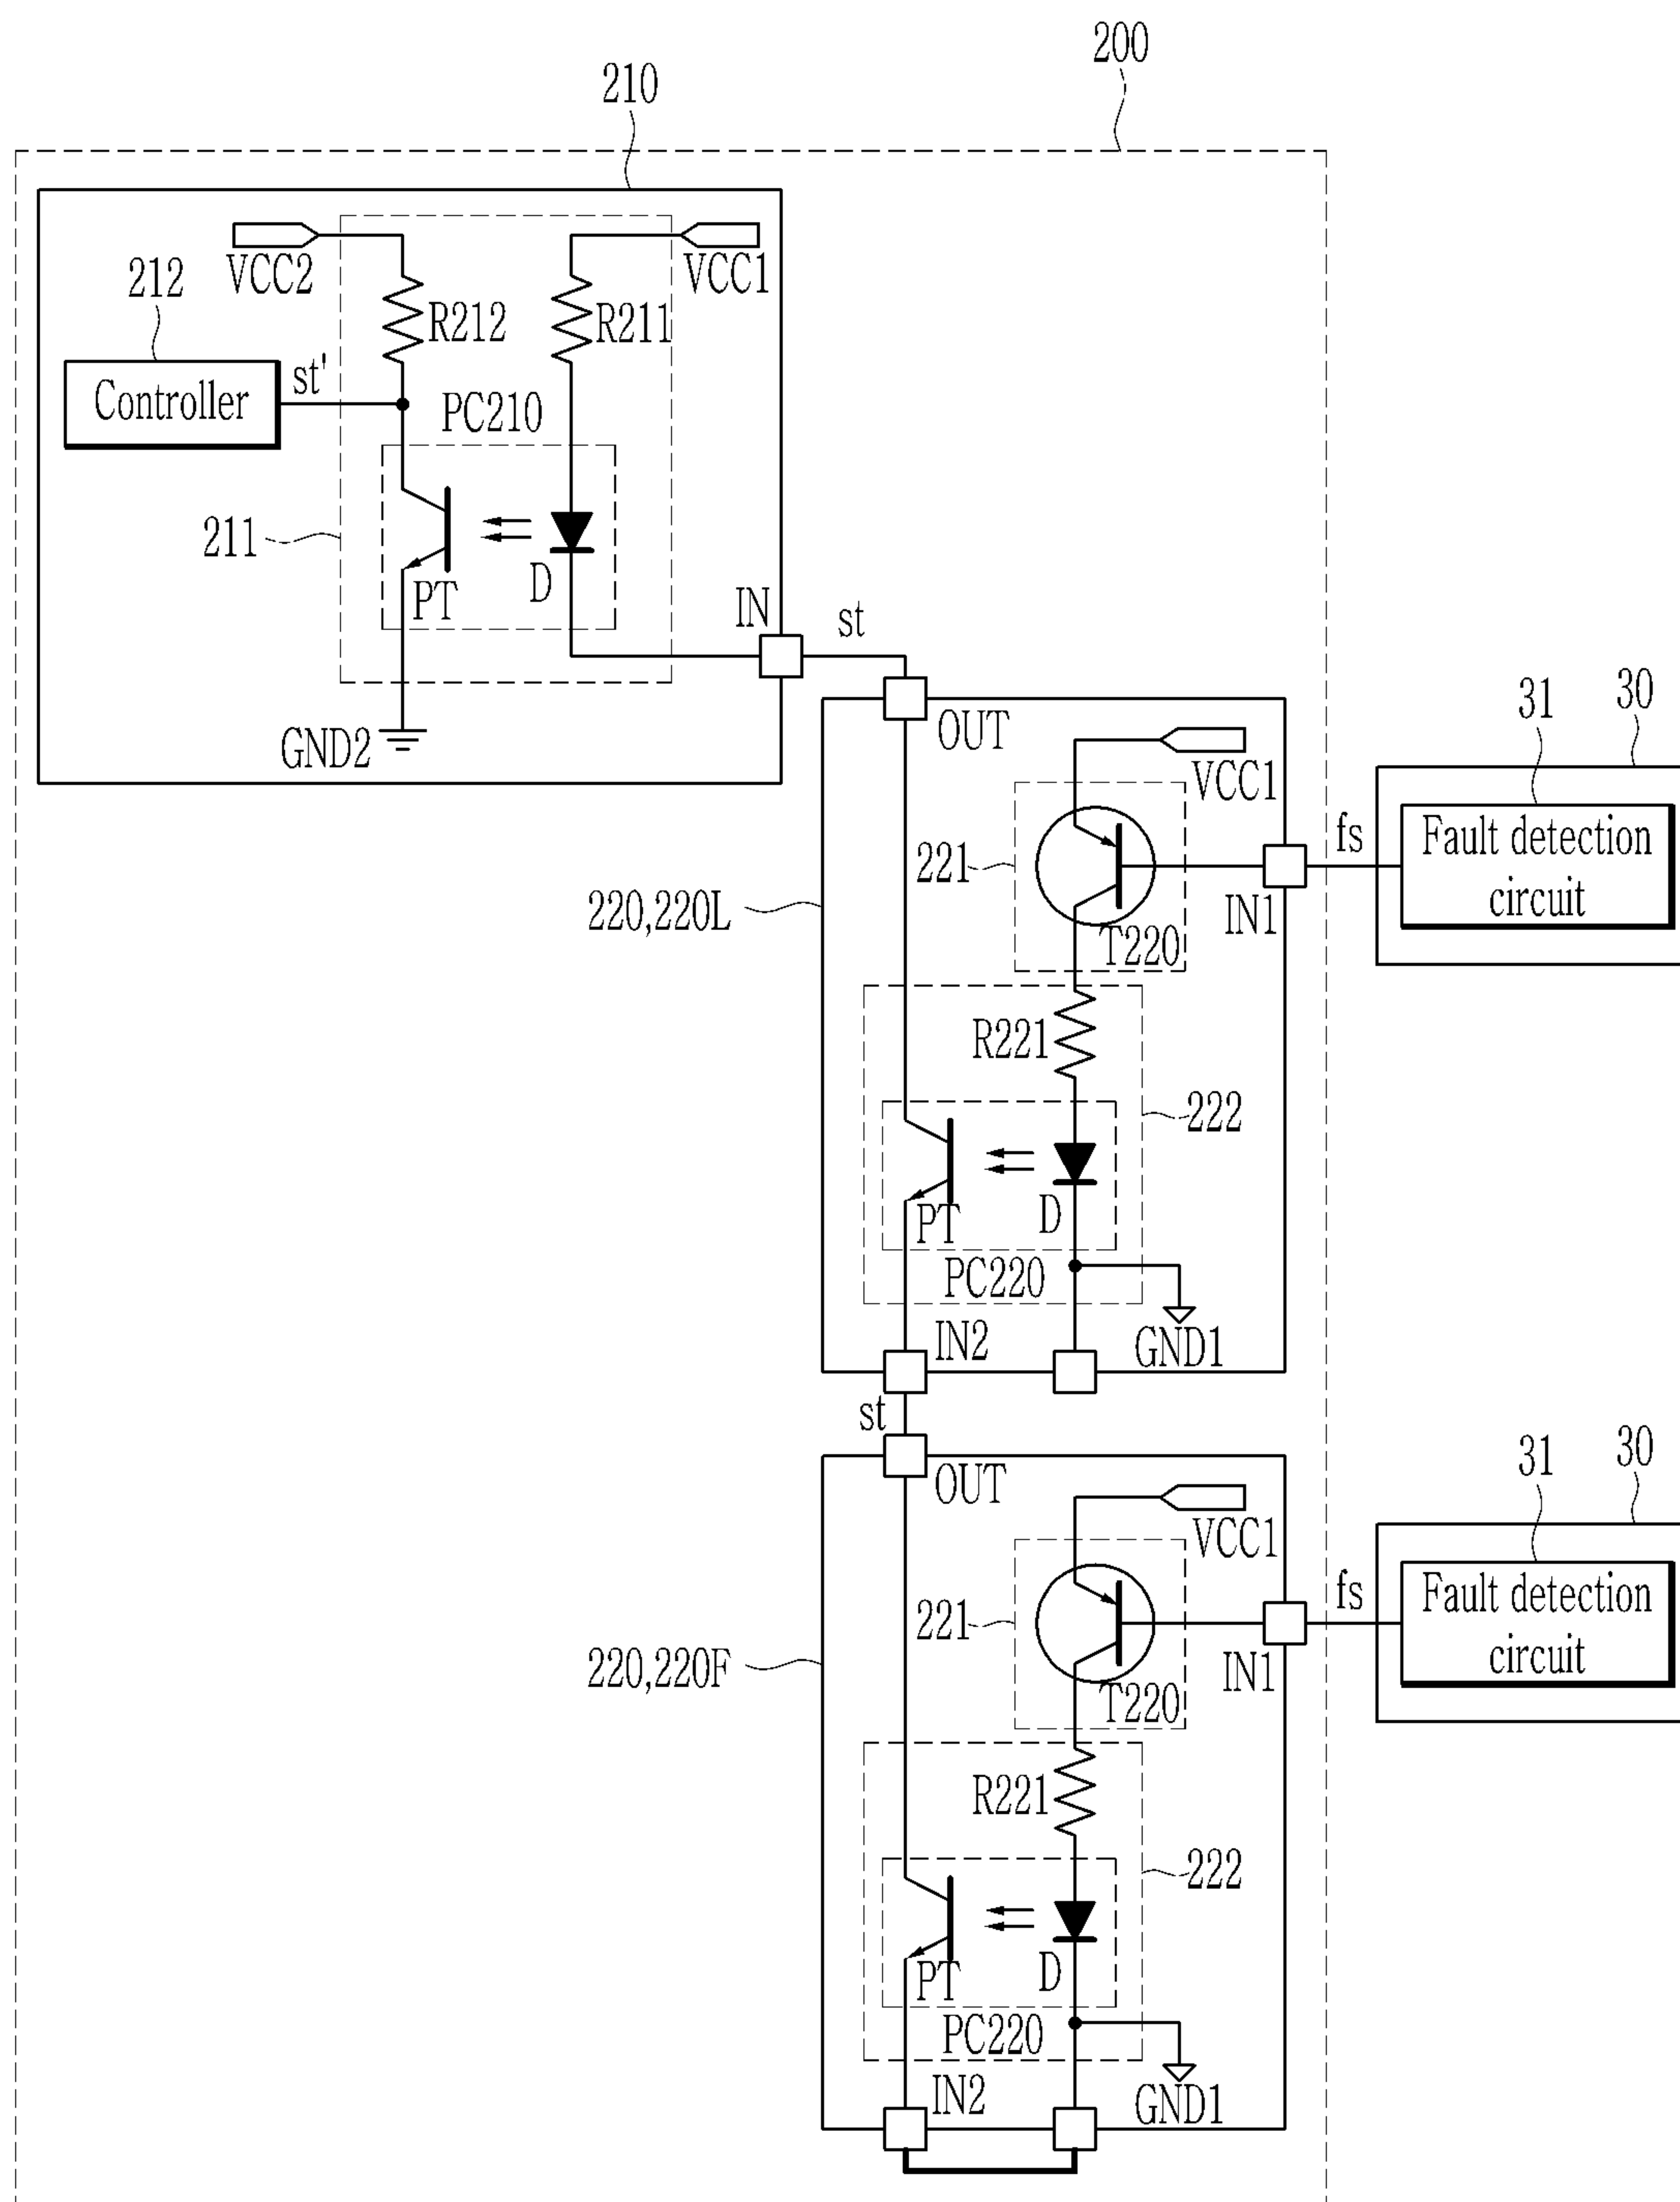 200
210
VCC2
VCC1
212
R212
R211
st'
Controller
PC210
211
PT
D
IN
st
GND2
OUT
VCC1
31
30
221
fs
Fault detection
circuit
220,220L
IN1
T220
R221
222
PT
D
PC220
IN2
GND1
st
OUT
VCC1
31
30
221
fs
Fault detection
circuit
220,220F
IN1
T220
R221
222
PT
D
PC220
IN2
GND1